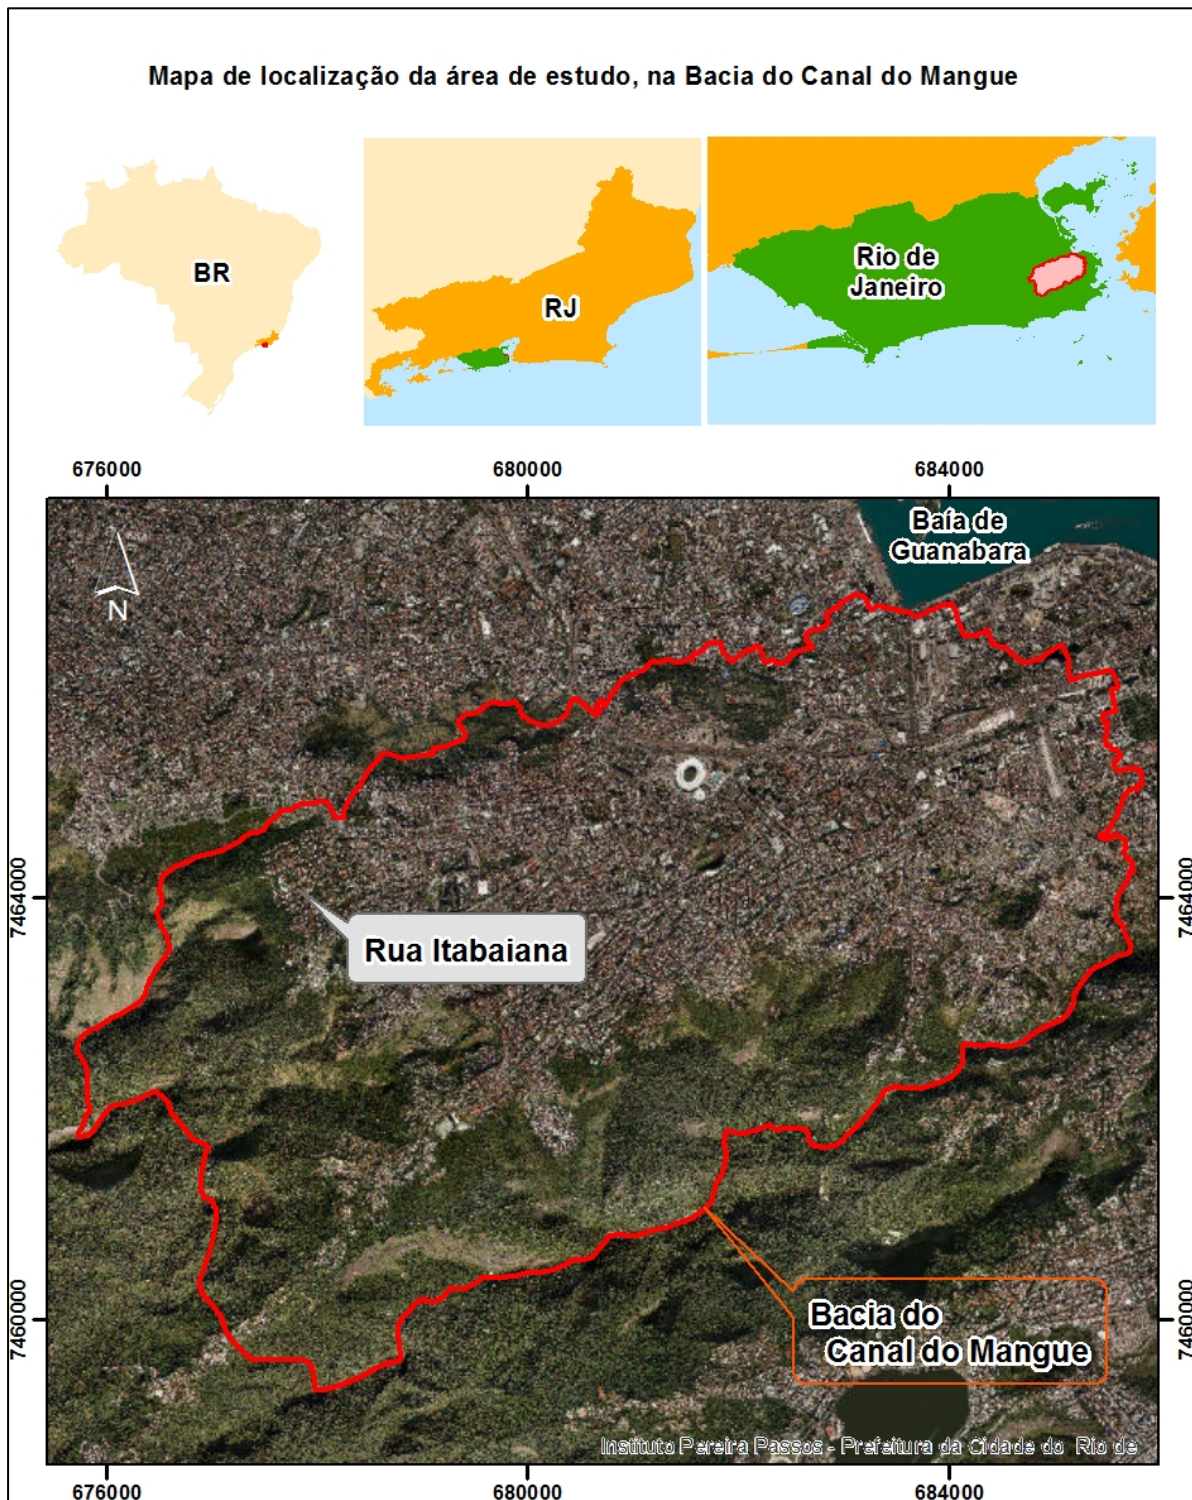 Mapa de localização da área de estudo, na Bacia do Canal do Mangue
BR
RJ
Rio de
Janeiro
676000
680000
684000
Baía de
Guanabara
N
7464000
7464000
Rua Itabaiana
7460000
7460000
Bacia do
Canal do Mangue
Instituto Pereira Passos - Prefeitura da Cidade do Rio de
676000
680000
684000